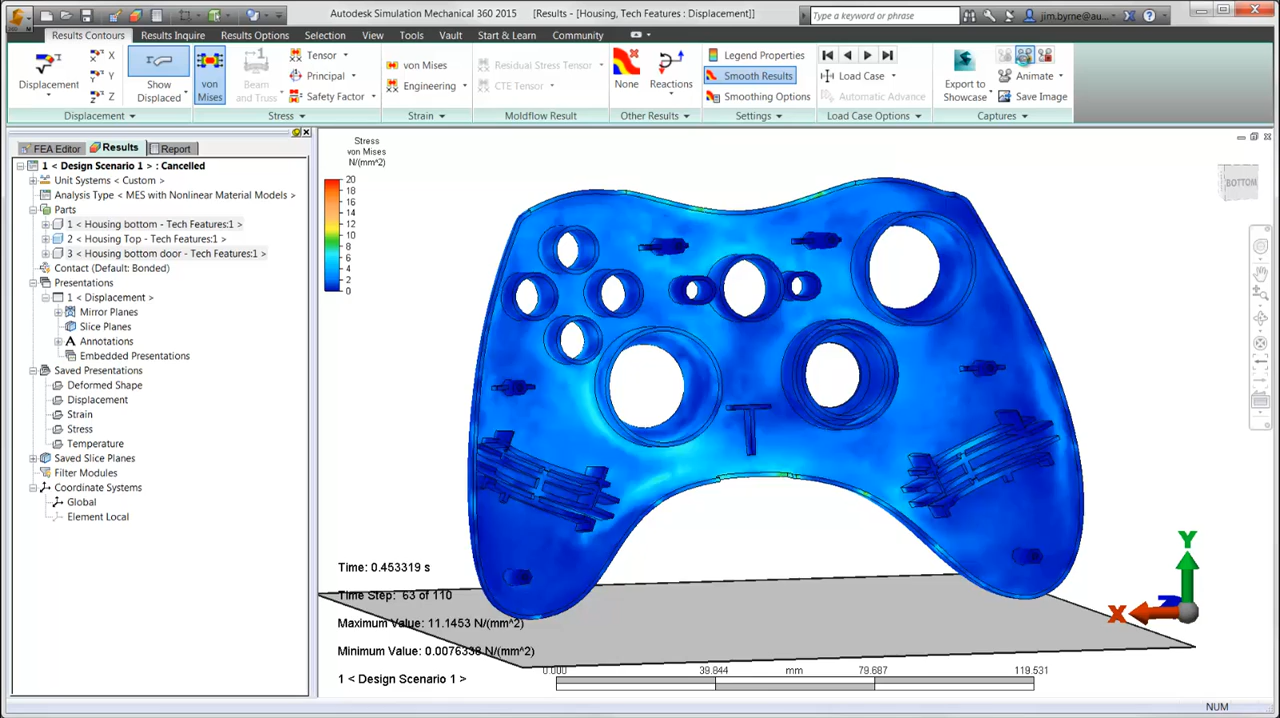 Autodesk Simulation Mechanical 360 2015 [Results - [Housing, Tech Features : Displacement]]
Type a keyword or phrase
jim.byrne@au...
Results Contours Results Inquire Results Options Selection View Tools Vault Start & Learn Community
Displacement
X
Y
Z
Show
Displaced
von
Mises
Beam
and Truss
Tensor
Principal
Safety Factor
von Mises
Engineering
Residual Stress Tensor
CTE Tensor
None
Reactions
Legend Properties
Smooth Results
Smoothing Options
Load Case
Automatic Advance
Export to
Showcase
Animate
Save Image
Displacement Stress Strain Moldflow Result Other Results Settings Load Case Options Captures
FEA Editor Results Report
1 < Design Scenario 1 > : Cancelled
Unit Systems < Custom >
Analysis Type < MES with Nonlinear Material Models >
Parts
1 < Housing bottom - Tech Features:1 >
2 < Housing Top - Tech Features:1 >
3 < Housing bottom door - Tech Features:1 >
Contact (Default: Bonded)
Presentations
1 < Displacement >
Mirror Planes
Slice Planes
A Annotations
Embedded Presentations
Saved Presentations
Deformed Shape
Displacement
Strain
Stress
Temperature
Saved Slice Planes
Filter Modules
Coordinate Systems
Global
Element Local
Stress
von Mises
N/(mm^2)
20
18
16
14
12
10
8
6
4
2
0
BOTTOM
Time: 0.453319 s
Time Step: 63 of 110
Maximum Value: 11.1453 N/(mm^2)
Minimum Value: 0.0076338 N/(mm^2)
1 < Design Scenario 1 >
0.000 39.844 mm 79.687 119.531
Y
X
NUM